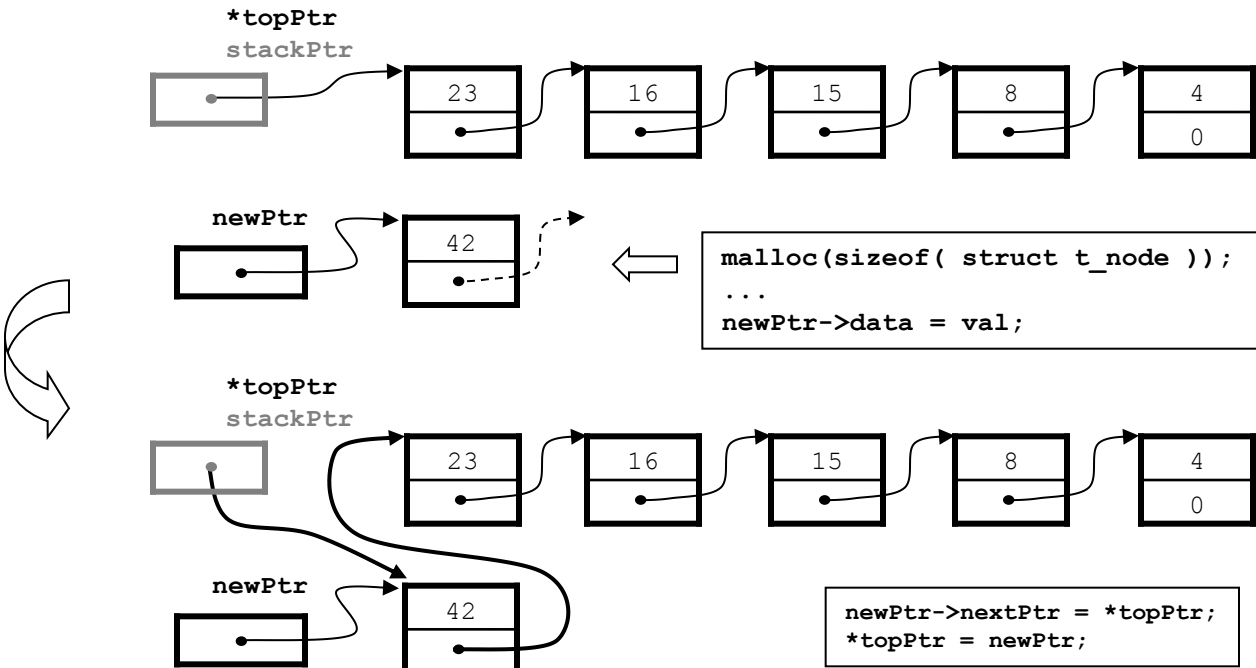 *topPtr
stackPtr
23 16 15 8 4
0
newPtr
42
malloc(sizeof( struct t_node ));
...
newPtr->data = val;
*topPtr
stackPtr
23 16 15 8 4
0
newPtr
42
newPtr->nextPtr = *topPtr;
*topPtr = newPtr;